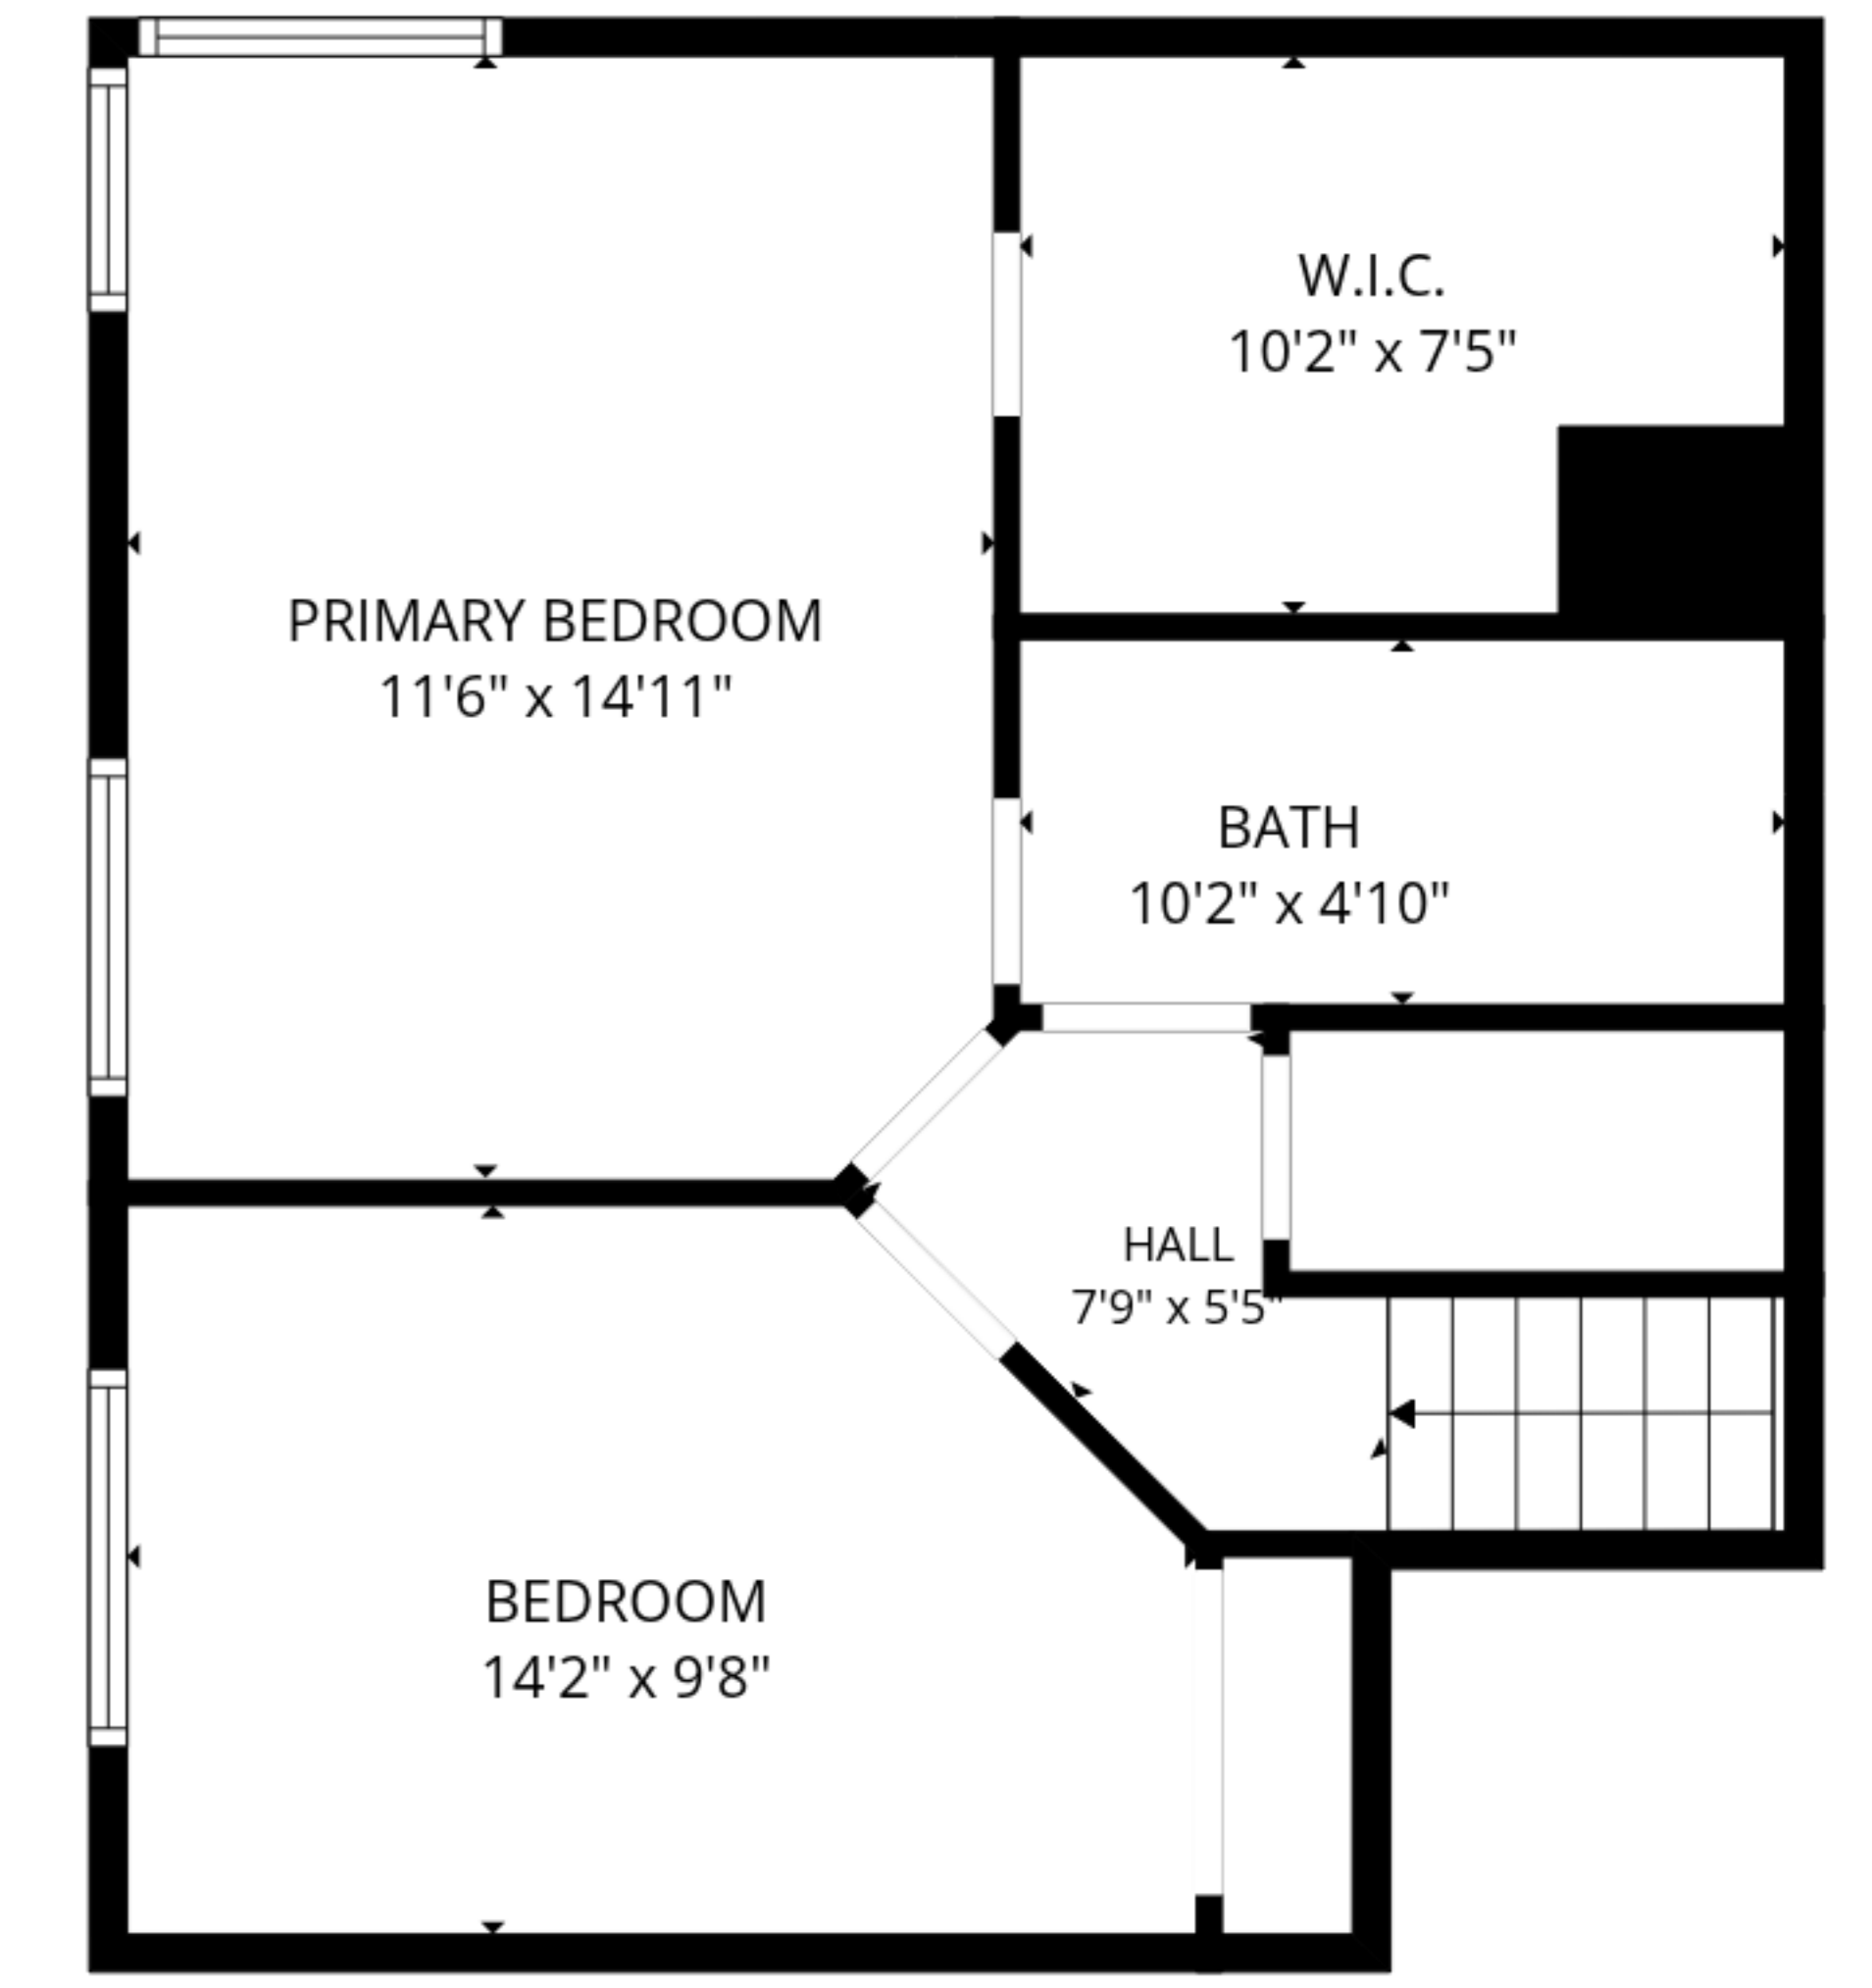 W.I.C.
10'2" x 7'5"
PRIMARY BEDROOM
11'6" x 14'11"
BATH
10'2" x 4'10"
HALL
7'9" x 5'5"
BEDROOM
14'2" x 9'8"